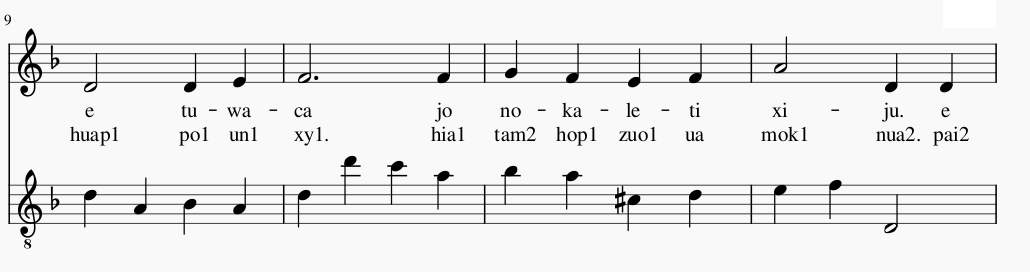 9
e tu - wa - ca jo no - ka - le - ti xi - ju. e
huap1 po1 un1 xy1. hia1 tam2 hop1 zuo1 ua mok1 nua2. pai2
8